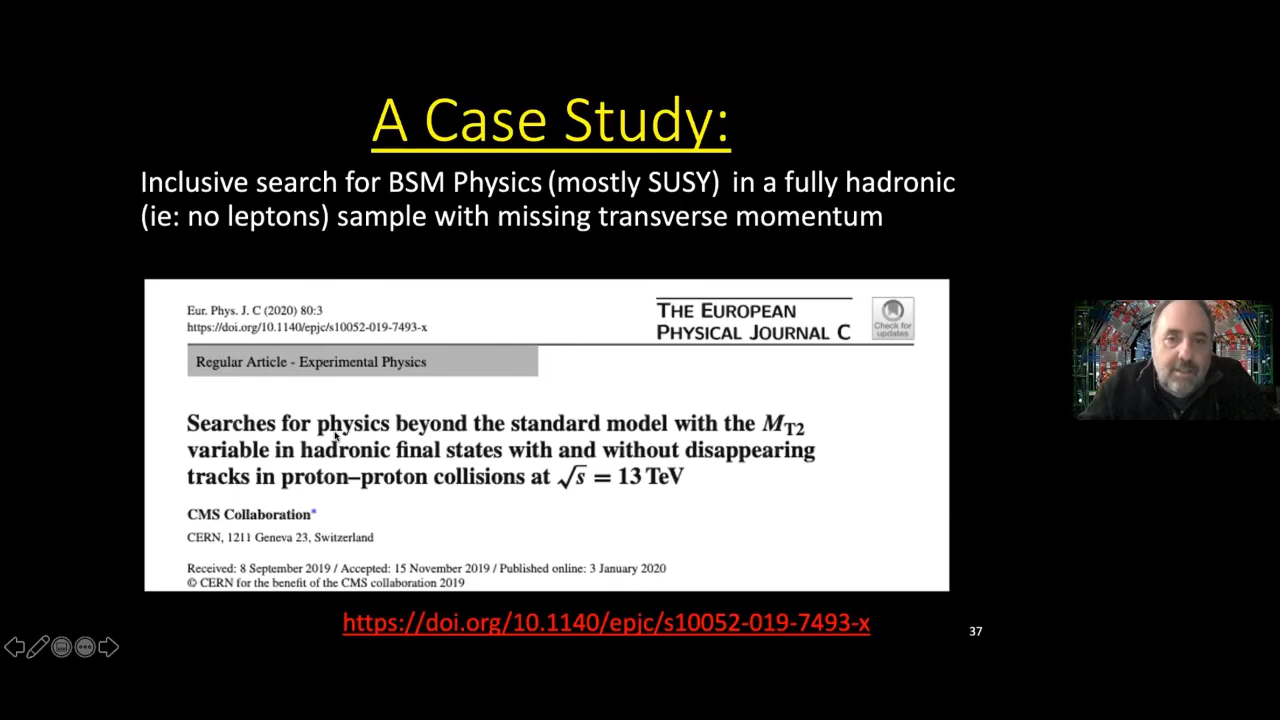 A Case Study:
Inclusive search for BSM Physics (mostly SUSY) in a fully hadronic
(ie: no leptons) sample with missing transverse momentum
Eur. Phys. J. C (2020) 80:3
https://doi.org/10.1140/epjc/s10052-019-7493-x
THE EUROPEAN
PHYSICAL JOURNAL C
Check for
updates
Regular Article - Experimental Physics
Searches for physics beyond the standard model with the M_T2
variable in hadronic final states with and without disappearing
tracks in proton–proton collisions at √s = 13 TeV
CMS Collaboration*
CERN, 1211 Geneva 23, Switzerland
Received: 8 September 2019 / Accepted: 15 November 2019 / Published online: 3 January 2020
© CERN for the benefit of the CMS collaboration 2019
https://doi.org/10.1140/epjc/s10052-019-7493-x
37